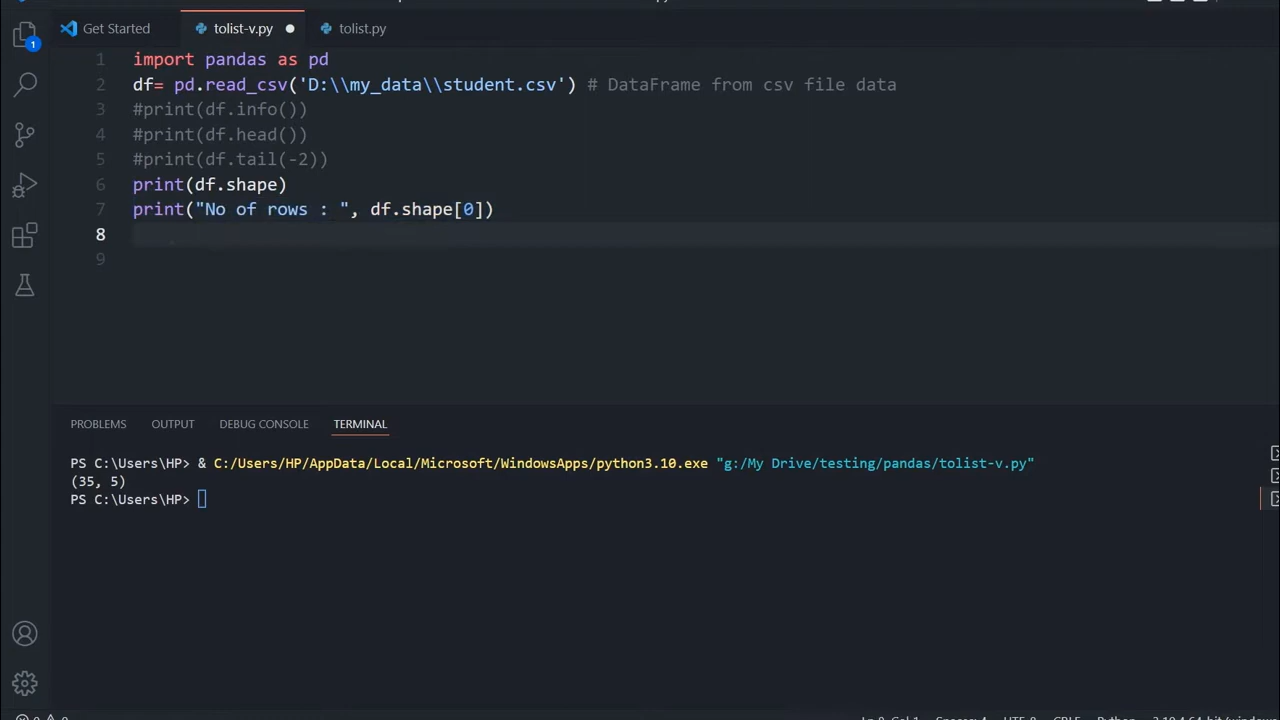 Get Started
tolist-v.py
tolist.py
1
1 import pandas as pd
2 df= pd.read_csv('D:\\my_data\\student.csv') # DataFrame from csv file data
3 #print(df.info())
4 #print(df.head())
5 #print(df.tail(-2))
6 print(df.shape)
7 print("No of rows : ", df.shape[0])
8
9
PROBLEMS OUTPUT DEBUG CONSOLE TERMINAL
PS C:\Users\HP> & C:/Users/HP/AppData/Local/Microsoft/WindowsApps/python3.10.exe "g:/My Drive/testing/pandas/tolist-v.py"
(35, 5)
PS C:\Users\HP>